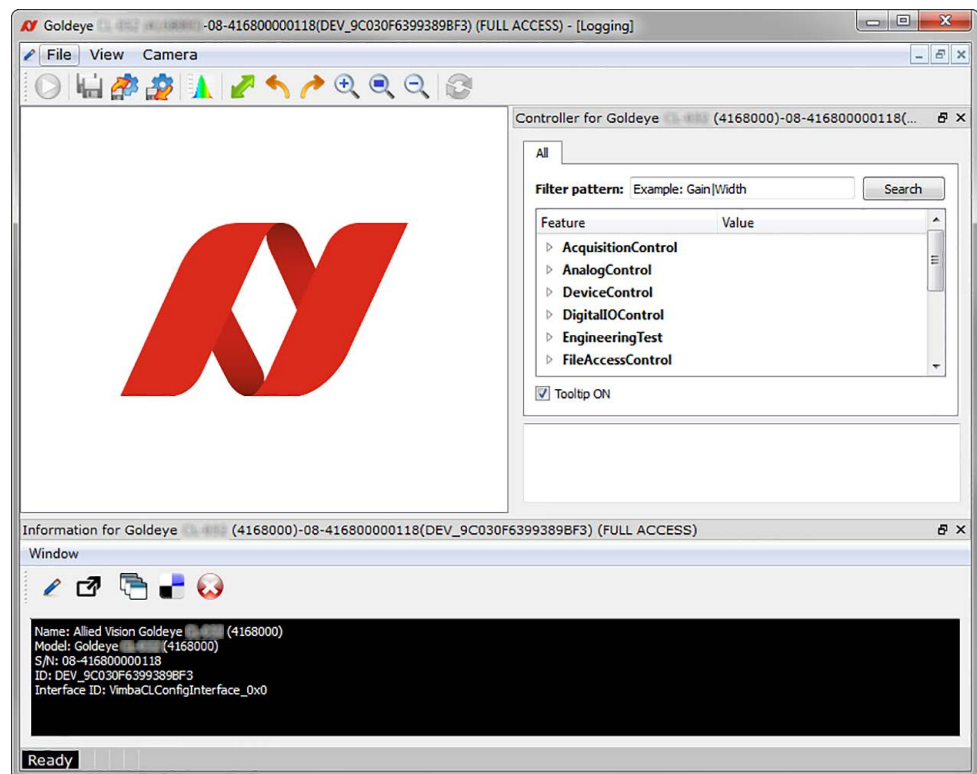 Goldeye -08-416800000118(DEV_9C030F6399389BF3) (FULL ACCESS) - [Logging]
File View Camera
Controller for Goldeye (4168000)-08-416800000118(...
All
Filter pattern: Example: Gain|Width Search
Feature Value
AcquisitionControl
AnalogControl
DeviceControl
DigitalIOControl
EngineeringTest
FileAccessControl
Tooltip ON
Information for Goldeye (4168000)-08-416800000118(DEV_9C030F6399389BF3) (FULL ACCESS)
Window
Name: Allied Vision Goldeye (4168000)
Model: Goldeye (4168000)
S/N: 08-416800000118
ID: DEV_9C030F6399389BF3
Interface ID: VimbaCLConfigInterface_0x0
Ready